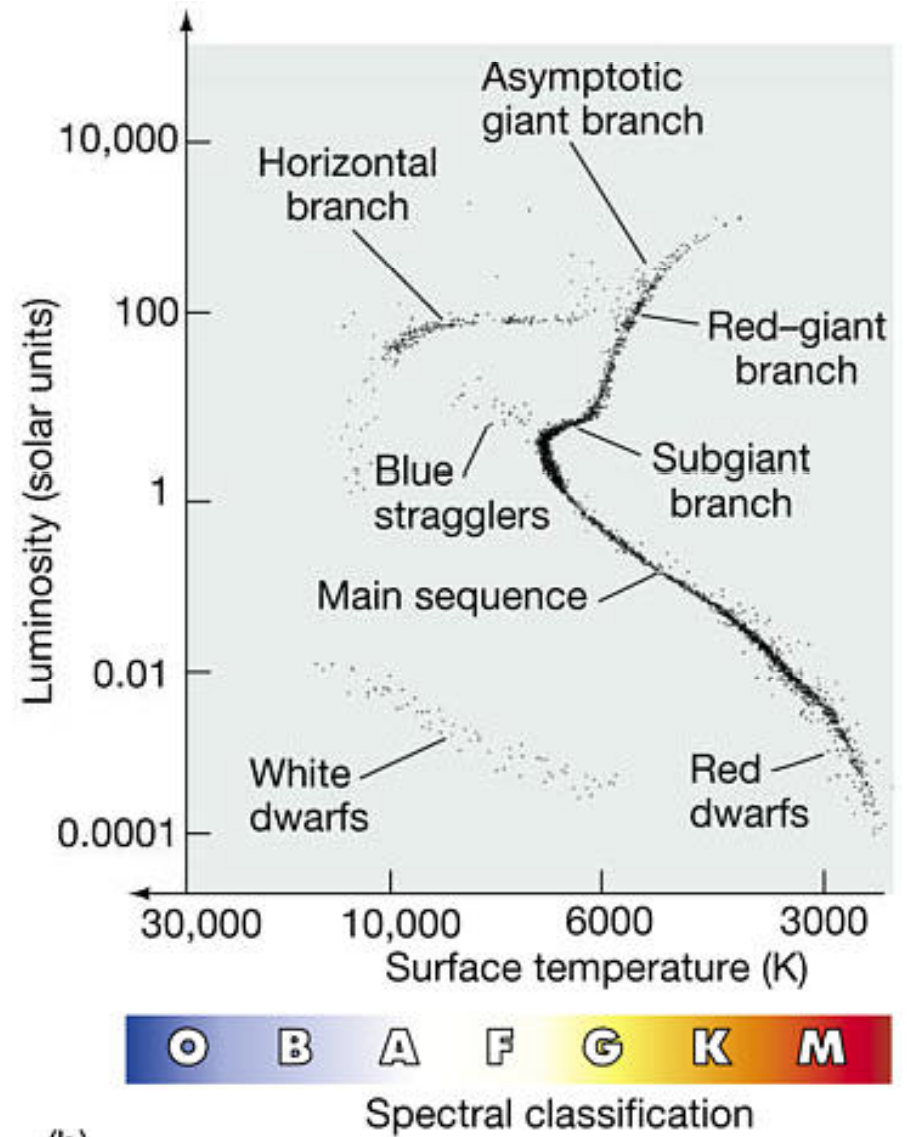 Asymptotic
giant branch
10,000
Horizontal
branch
100
Red–giant
branch
Luminosity (solar units)
Blue
stragglers
Subgiant
branch
1
Main sequence
0.01
White
dwarfs
Red
dwarfs
0.0001
30,000 10,000 6000 3000
Surface temperature (K)
O B A F G K M
Spectral classification